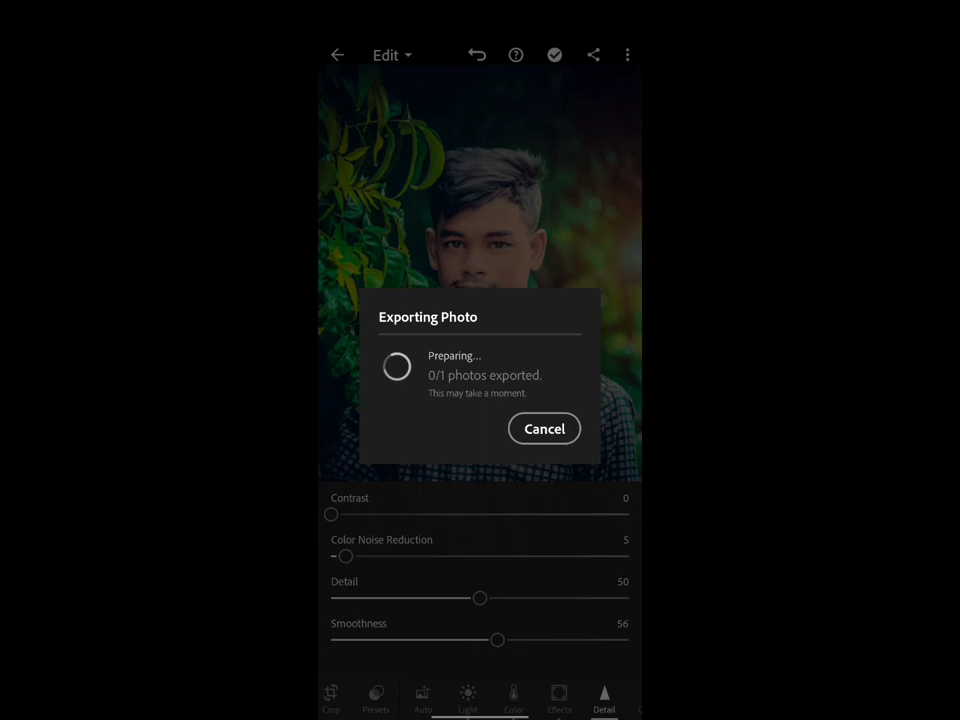 Edit
Exporting Photo
Preparing...
0/1 photos exported.
This may take a moment.
Cancel
Contrast 0
Color Noise Reduction 5
Detail 50
Smoothness 56
Crop Presets Auto Light Color Effects Detail